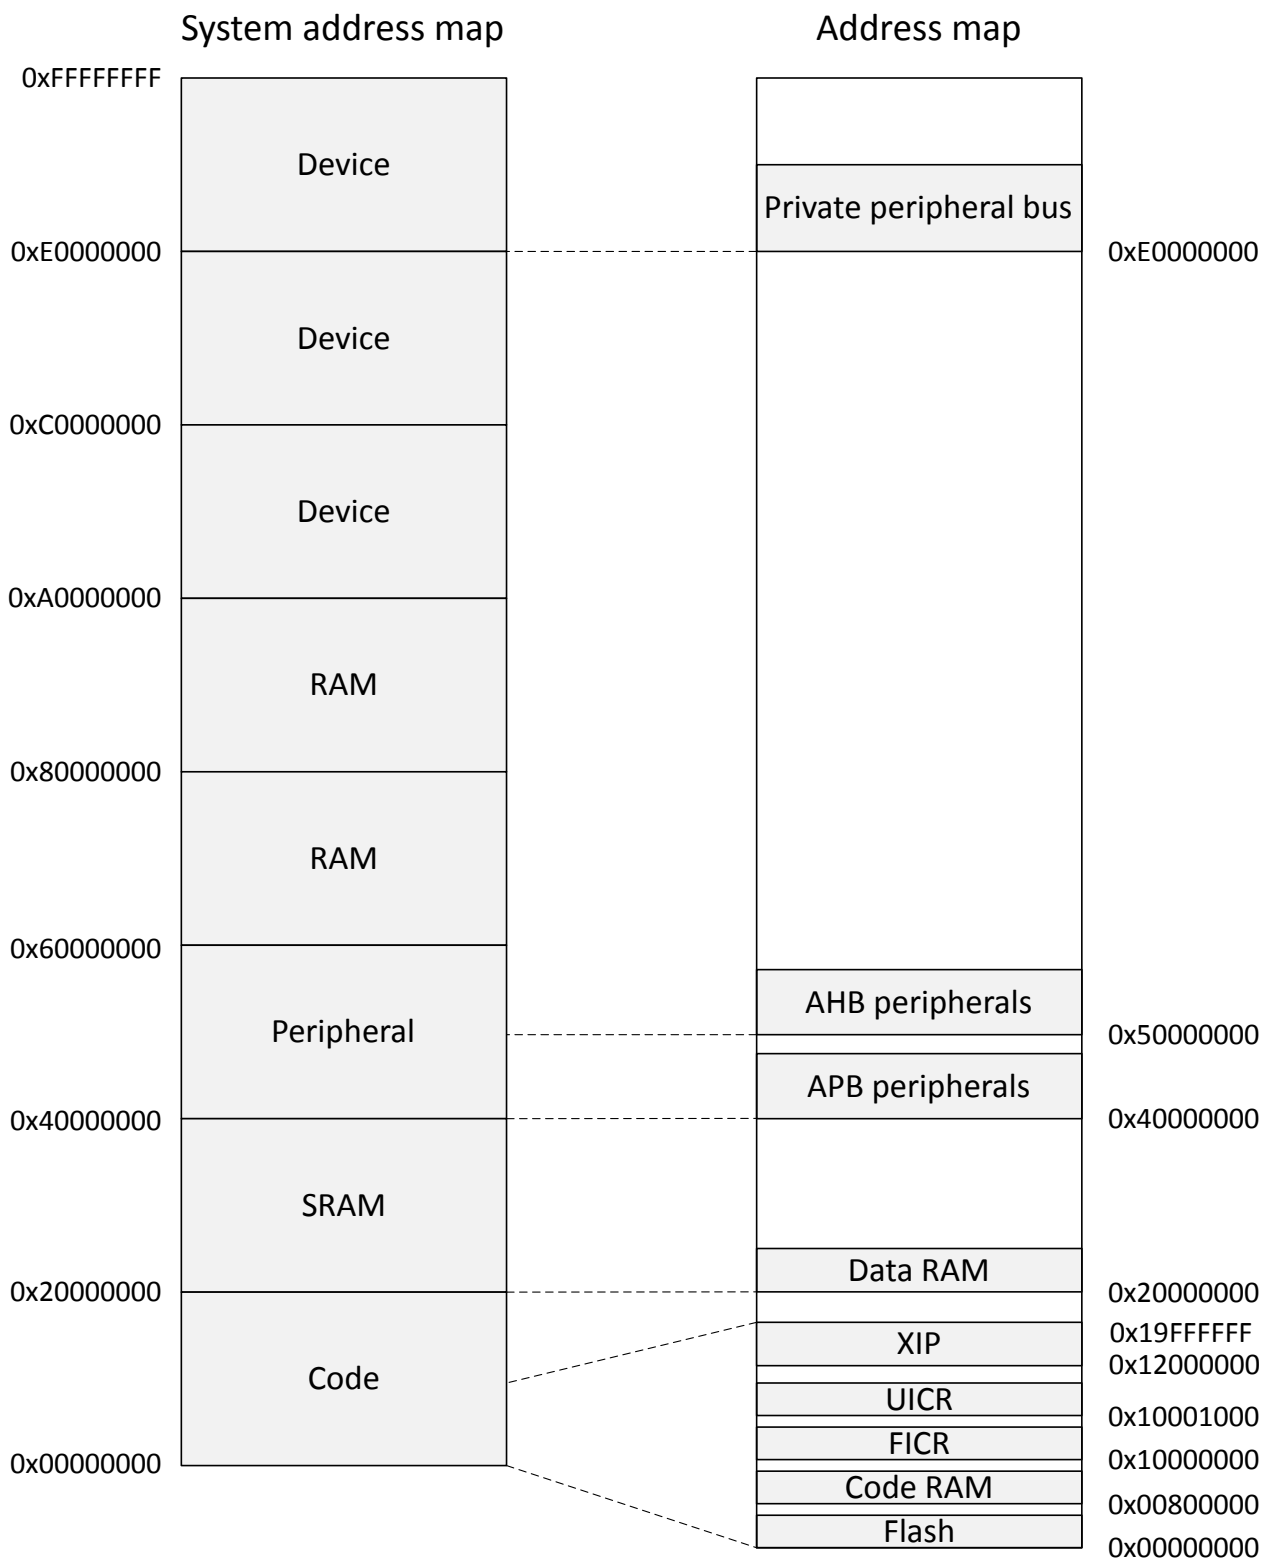 System address map
Address map
0xFFFFFFFF
Device
Private peripheral bus
0xE0000000
0xE0000000
Device
0xC0000000
Device
0xA0000000
RAM
0x80000000
RAM
0x60000000
AHB peripherals
Peripheral
0x50000000
APB peripherals
0x40000000
0x40000000
SRAM
Data RAM
0x20000000
0x20000000
0x19FFFFFF
XIP
0x12000000
Code
UICR
0x10001000
FICR
0x00000000
0x10000000
Code RAM
0x00800000
Flash
0x00000000